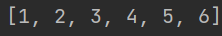 [1, 2, 3, 4, 5, 6]